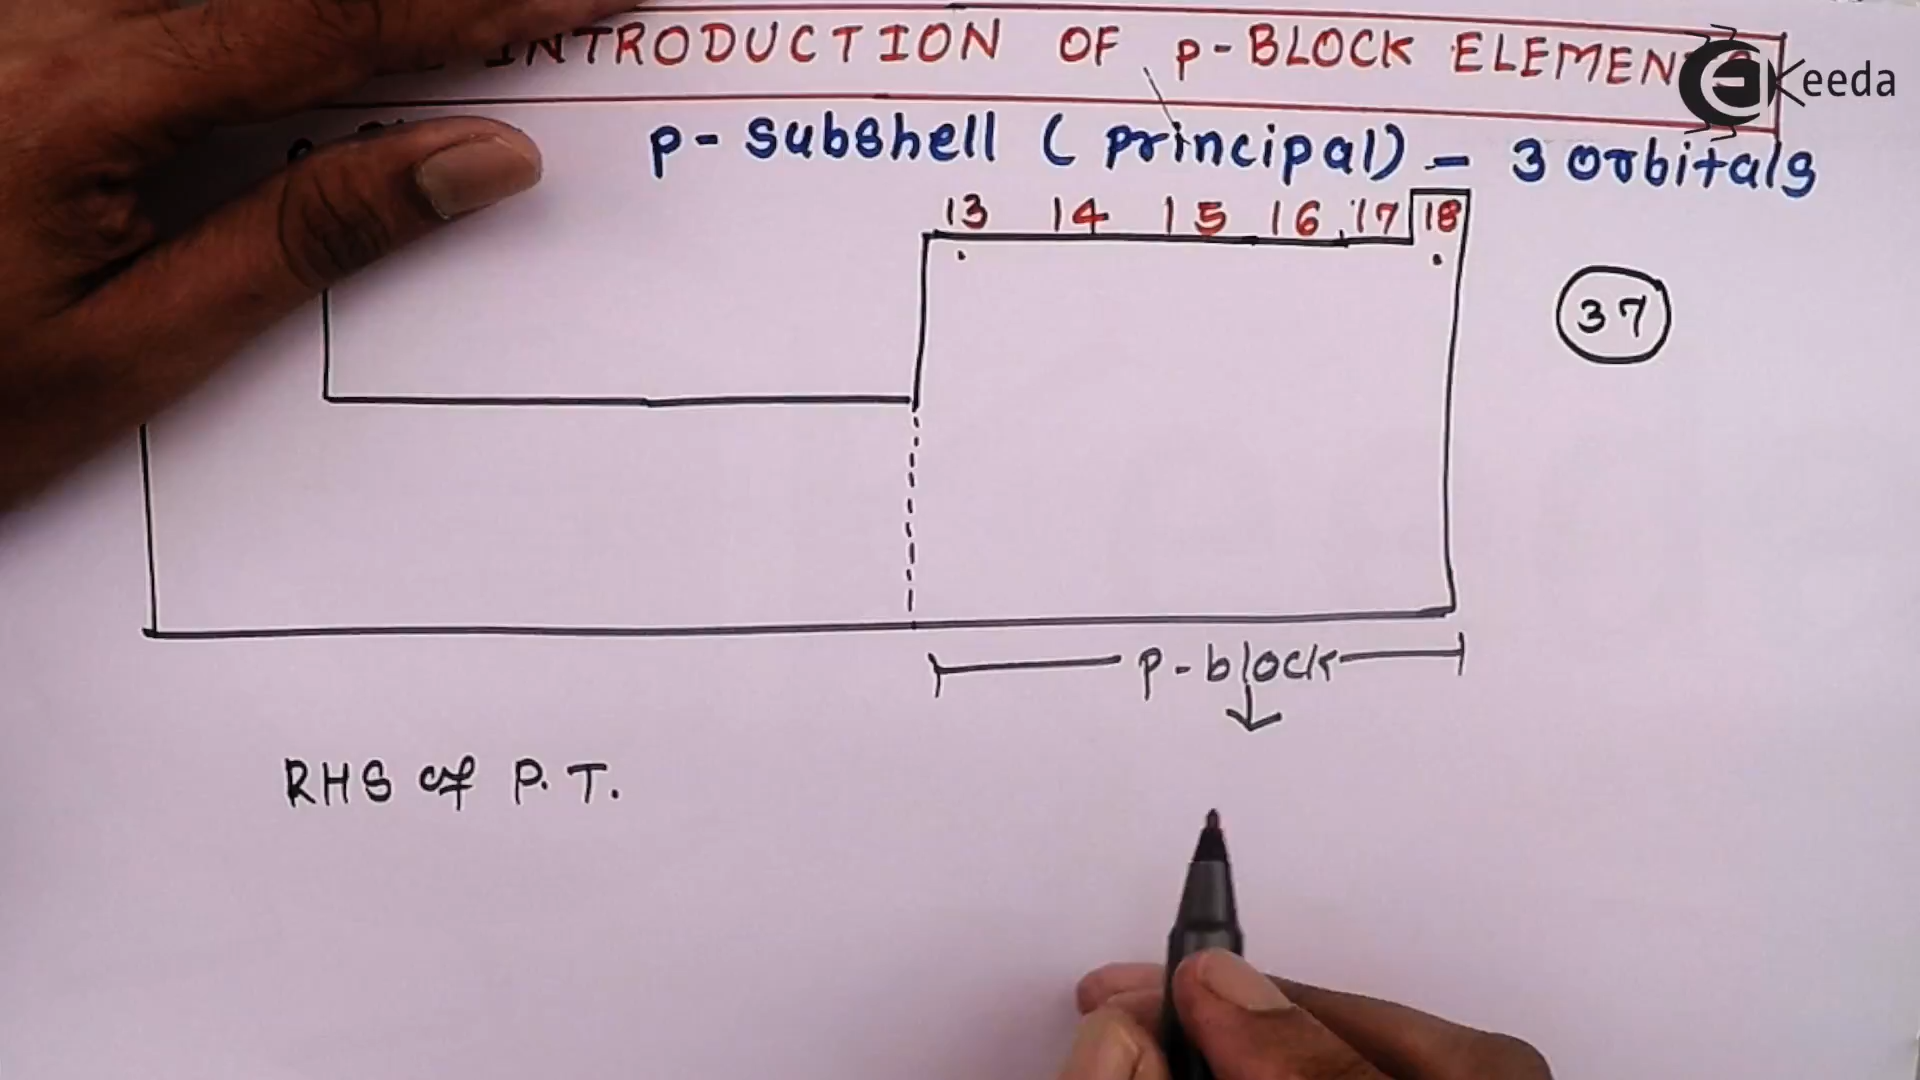 INTRODUCTION OF p-BLOCK ELEMEN
Keeda
p- subshell (principal) - 3 orbitals
13 14 15 16 17 18
37
p-block
RHS of P.T.